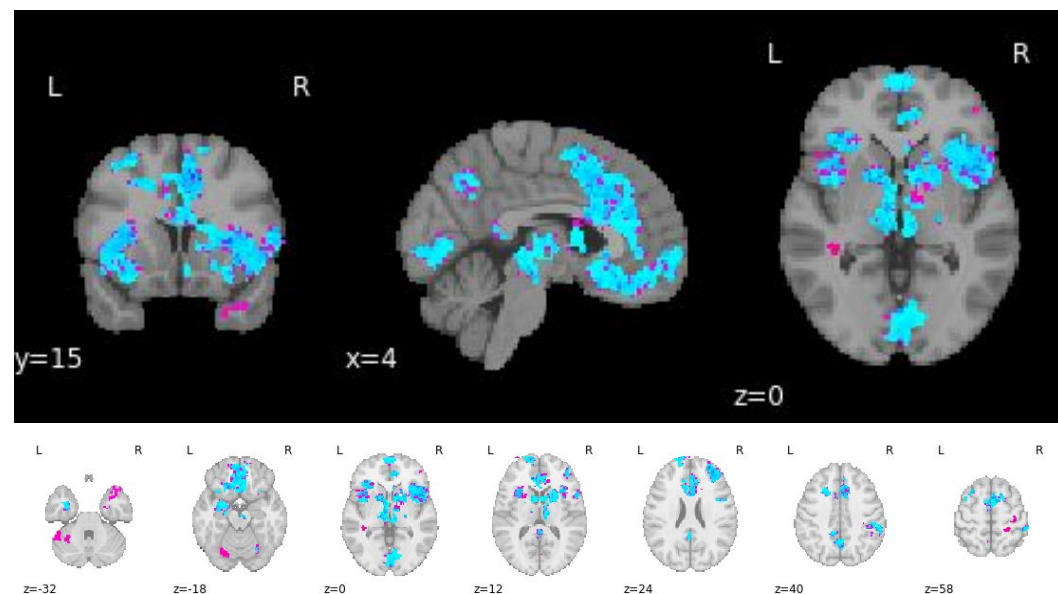 L R
L R
y=15
x=4
z=0
L R L R L R L R L R L R L R
z=-32 z=-18 z=0 z=12 z=24 z=40 z=58